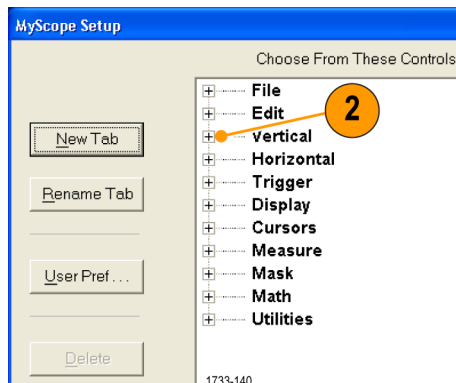 MyScope Setup
Choose From These Controls
File
Edit
2
Vertical
New Tab
Horizontal
Trigger
Rename Tab
Display
Cursors
Measure
User Pref...
Mask
Math
Utilities
Delete
1733-140